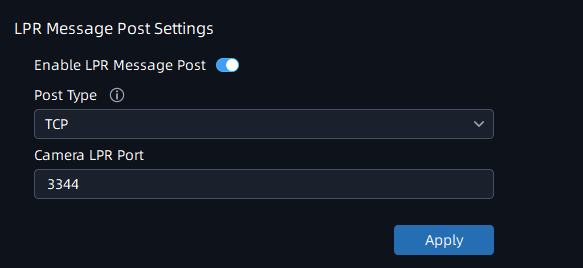 LPR Message Post Settings
Enable LPR Message Post
Post Type
TCP
Camera LPR Port
3344
Apply